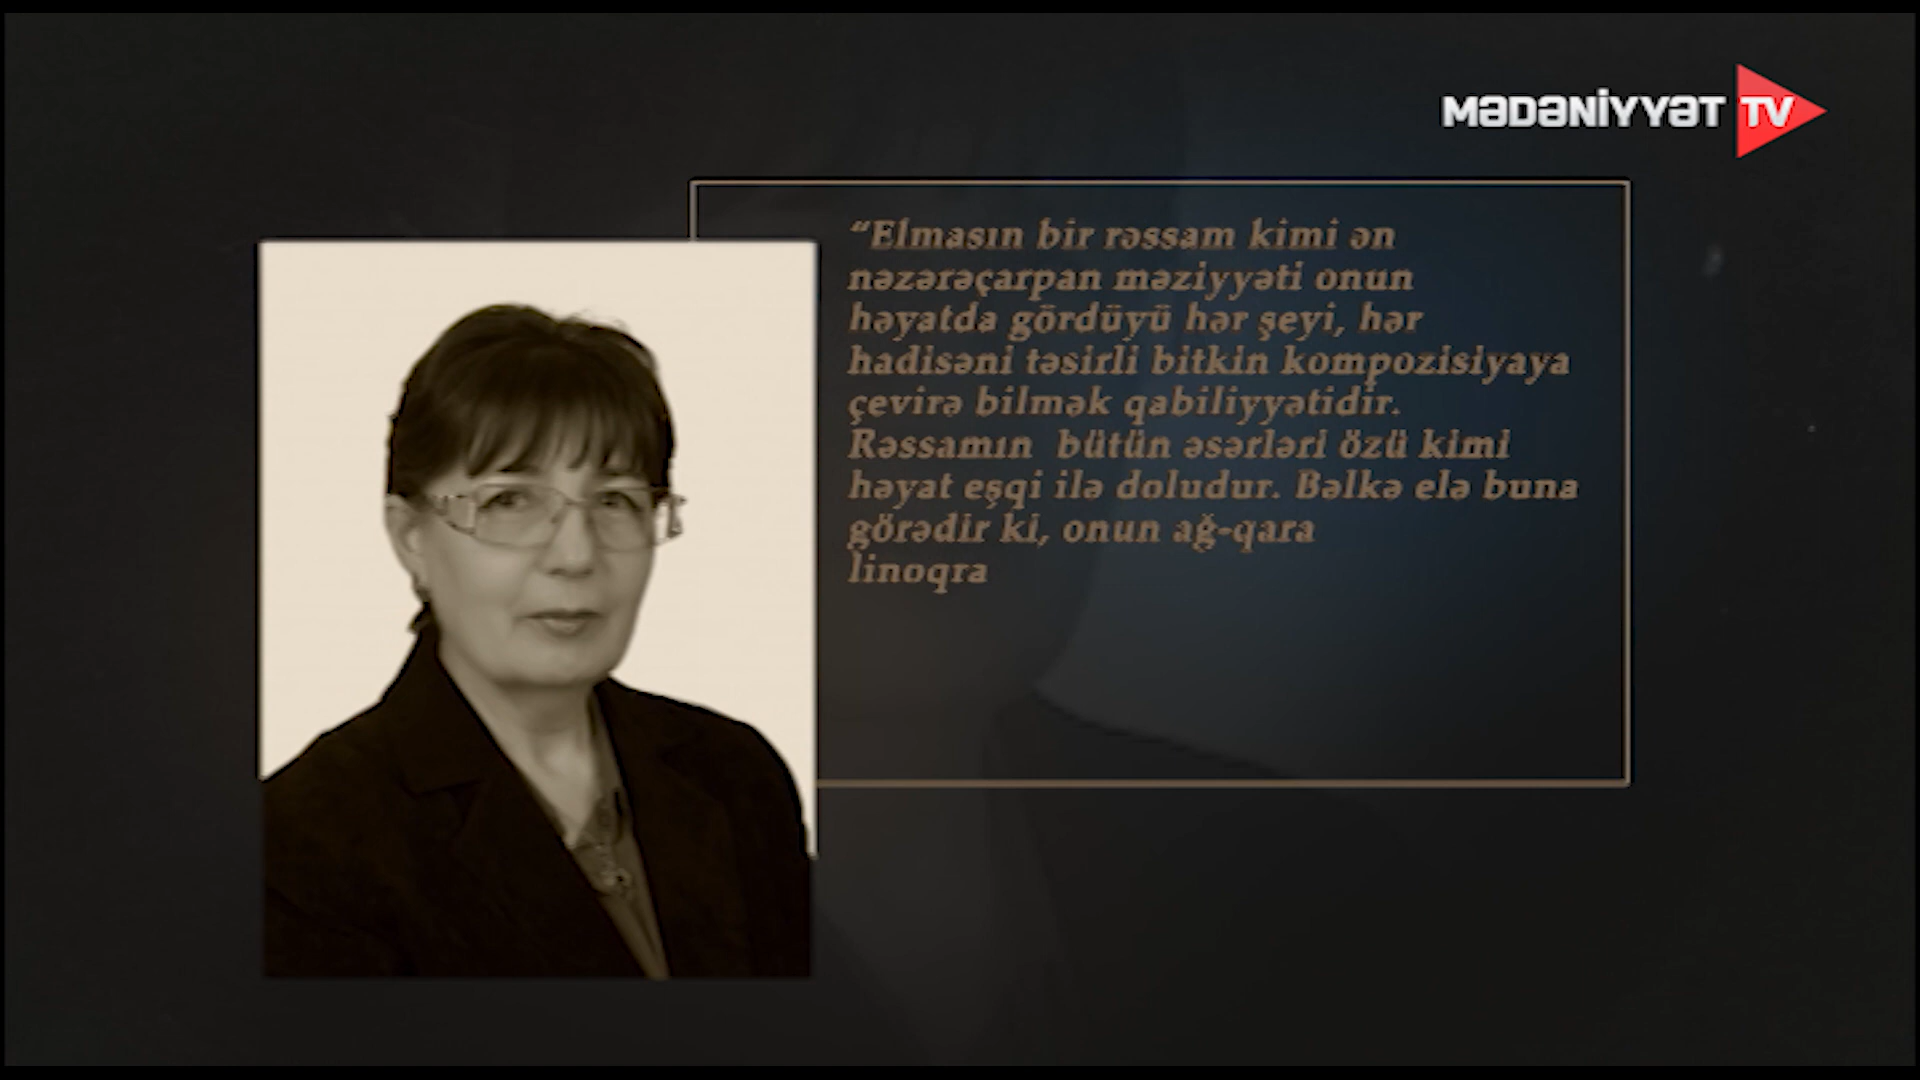 MƏDƏNİYYƏT TV
“Elmasın bir rəssam kimi ən
nəzərəçarpan məziyyəti onun
həyatda gördüyü hər şeyi, hər
hadisəni təsirli bitkin kompozisiyaya
çevirə bilmək qabiliyyətidir.
Rəssamın bütün əsərləri özü kimi
həyat eşqi ilə doludur. Bəlkə elə buna
görədir ki, onun ağ-qara
linoqra